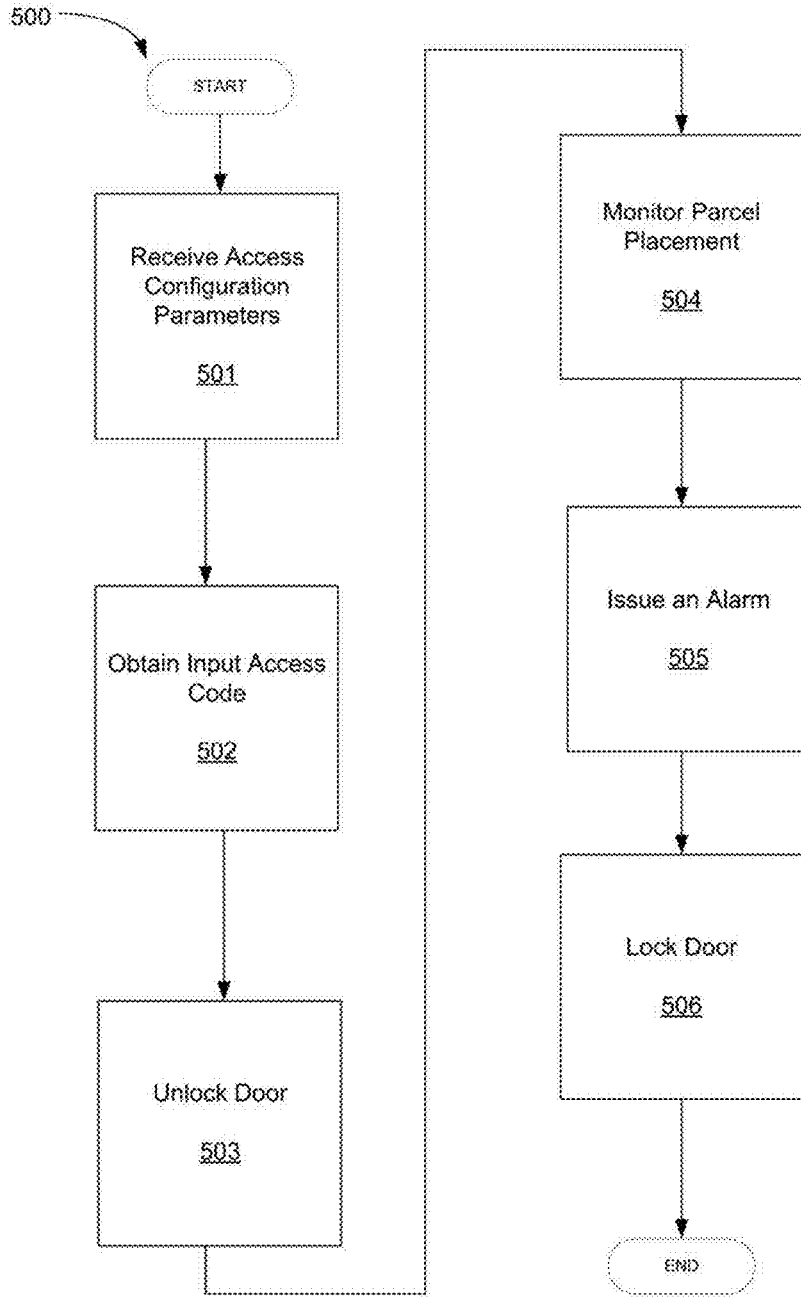 500
START
Receive Access
Configuration
Parameters
501
Obtain Input Access
Code
502
Unlock Door
503
Monitor Parcel
Placement
504
Issue an Alarm
505
Lock Door
506
END